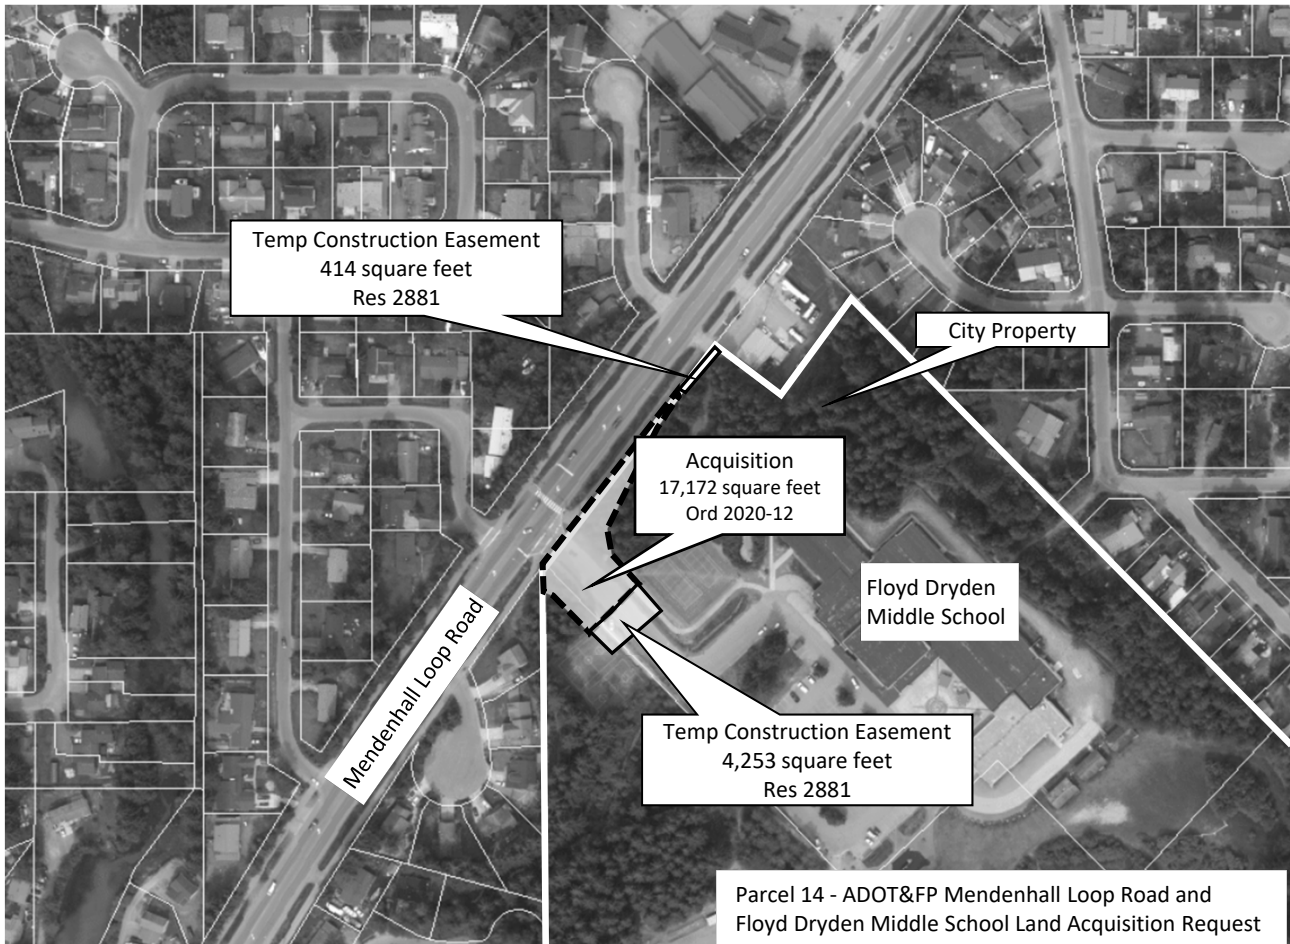 Temp Construction Easement
414 square feet
Res 2881
City Property
Acquisition
17,172 square feet
Ord 2020-12
Floyd Dryden
Middle School
Mendenhall Loop Road
Temp Construction Easement
4,253 square feet
Res 2881
Parcel 14 - ADOT&FP Mendenhall Loop Road and
Floyd Dryden Middle School Land Acquisition Request